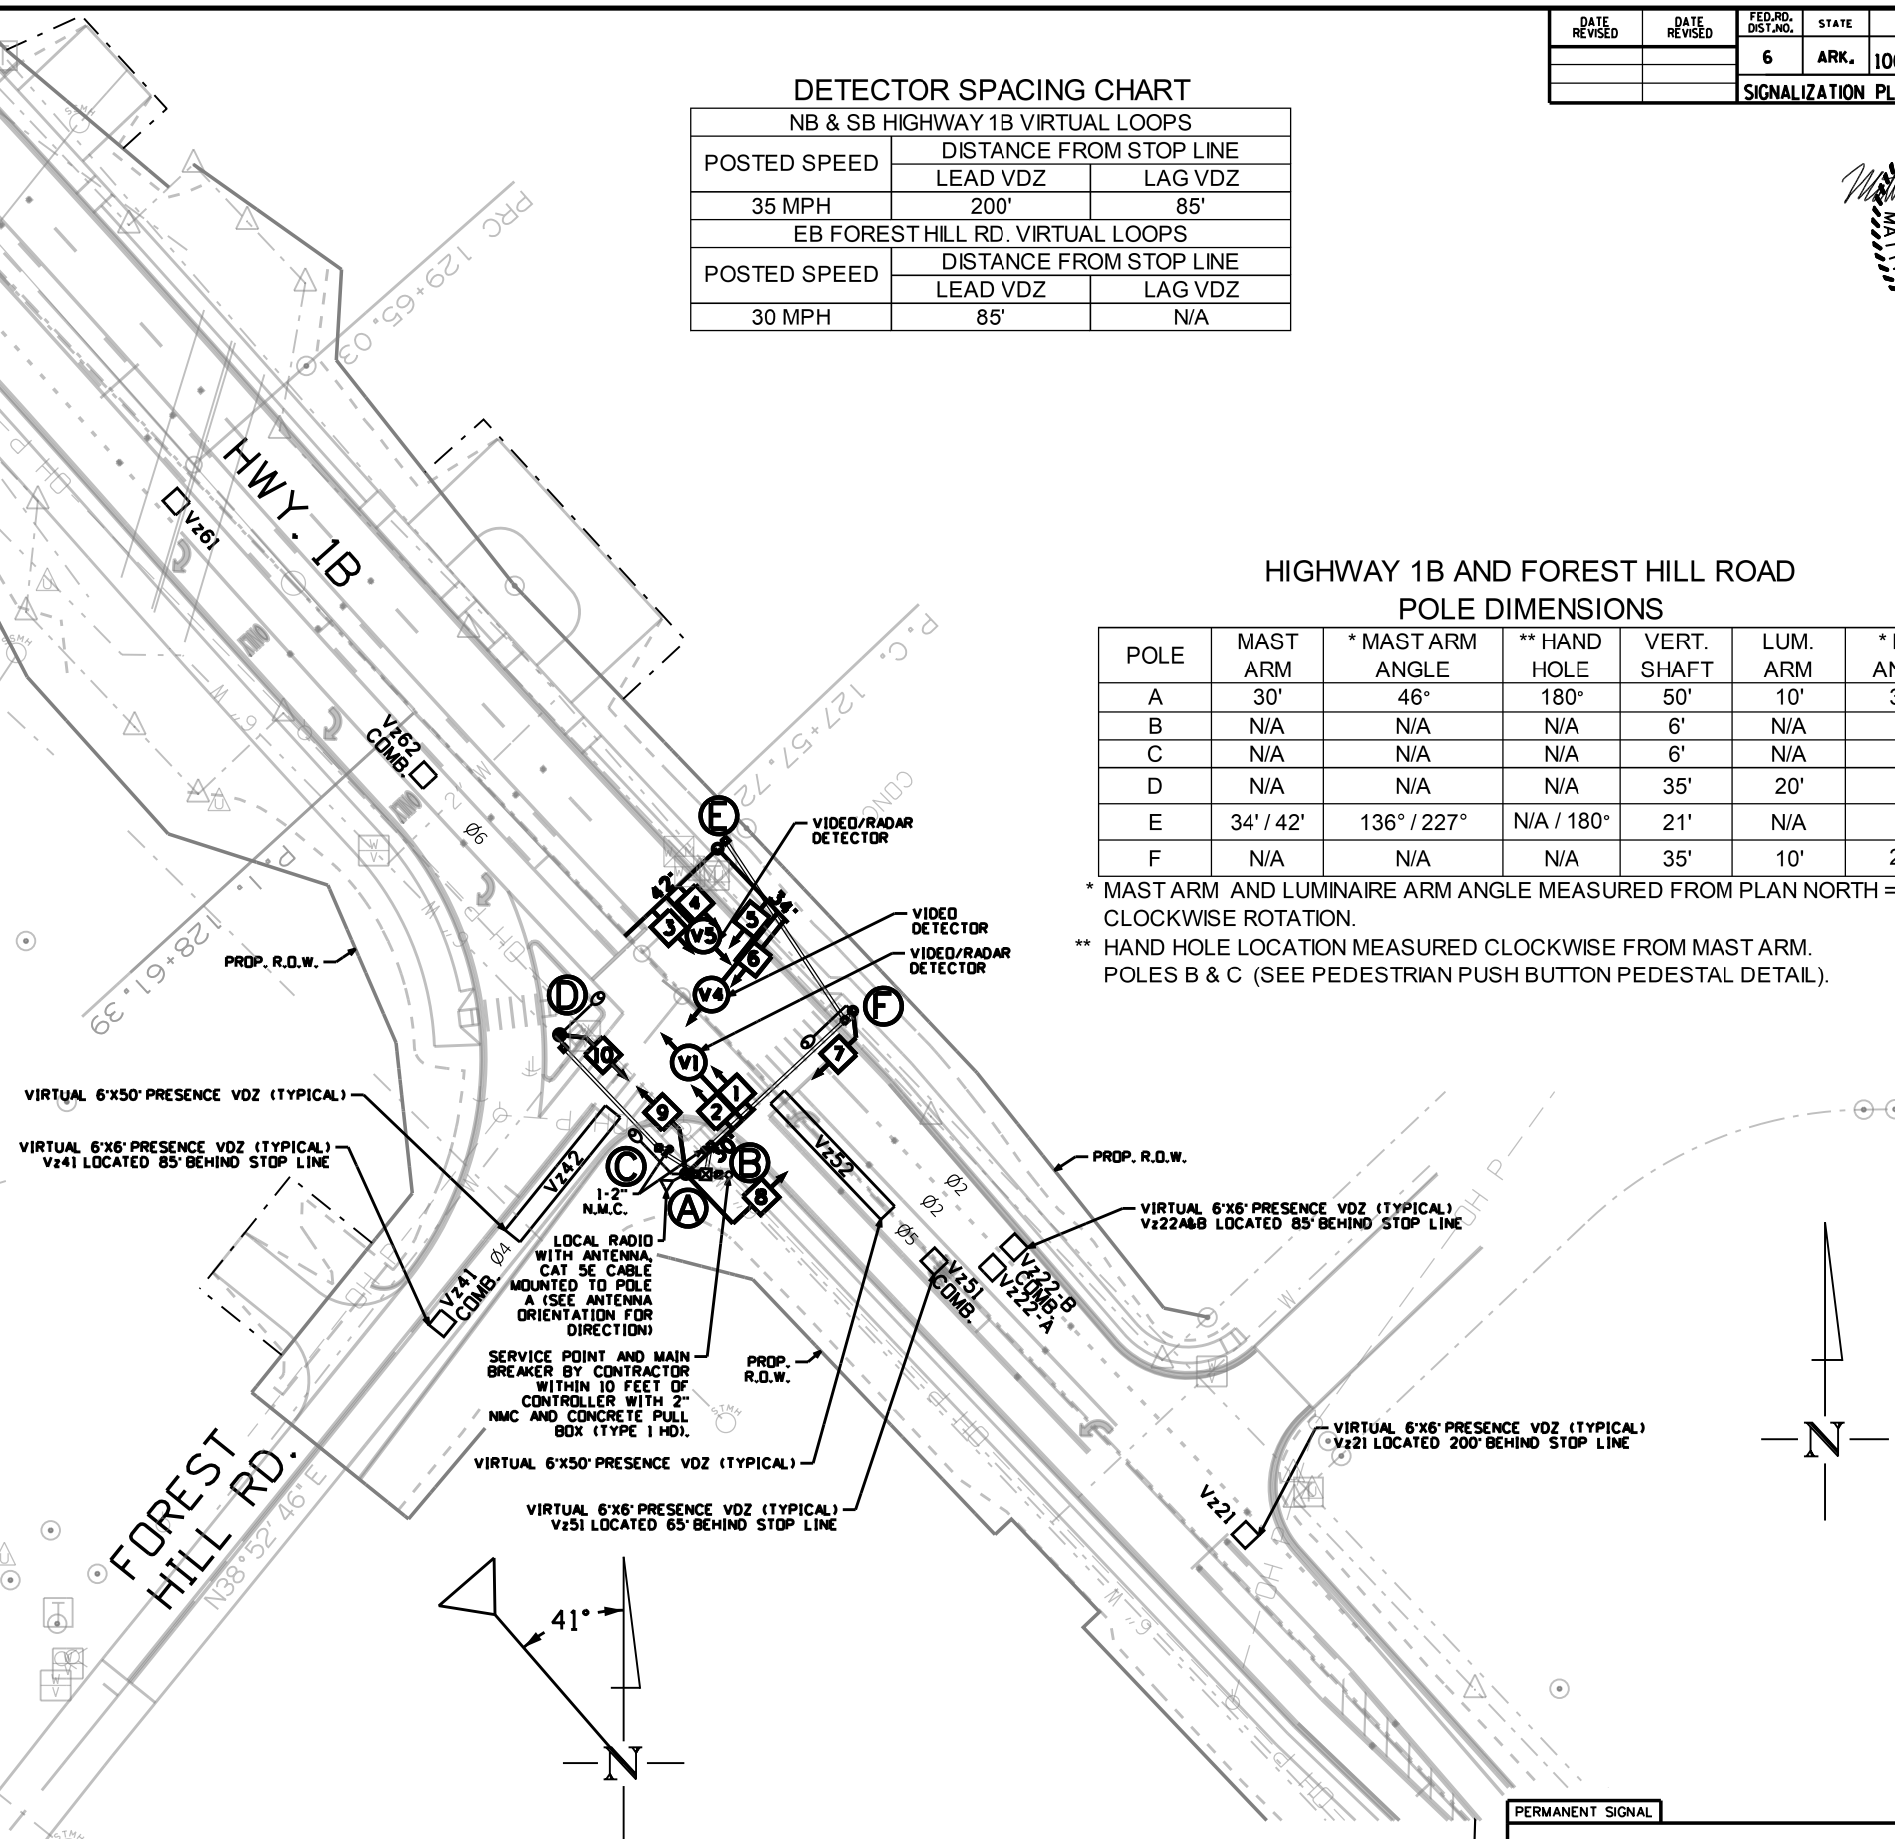 DATE REVISED
DATE REVISED
FED.RD. DIST.NO.
STATE
6
ARK.
SIGNALIZATION
DETECTOR SPACING CHART
NB & SB HIGHWAY 1B VIRTUAL LOOPS
POSTED SPEED
DISTANCE FROM STOP LINE
LEAD VDZ
LAG VDZ
35 MPH
200'
85'
EB FOREST HILL RD. VIRTUAL LOOPS
POSTED SPEED
DISTANCE FROM STOP LINE
LEAD VDZ
LAG VDZ
30 MPH
85'
N/A
PRC 129+65.03
HWY. 1B
Vz61
P.C. 127+57.72
CONC
HIGHWAY 1B AND FOREST HILL ROAD
POLE DIMENSIONS
POLE
MAST ARM
* MAST ARM ANGLE
** HAND HOLE
VERT. SHAFT
LUM. ARM
A 30' 46° 180° 50' 10'
B N/A N/A N/A 6' N/A
C N/A N/A N/A 6' N/A
D N/A N/A N/A 35' 20'
E 34' / 42' 136° / 227° N/A / 180° 21' N/A
F N/A N/A N/A 35' 10'
* MAST ARM AND LUMINAIRE ARM ANGLE MEASURED FROM PLAN NORTH =
CLOCKWISE ROTATION.
** HAND HOLE LOCATION MEASURED CLOCKWISE FROM MAST ARM.
POLES B & C (SEE PEDESTRIAN PUSH BUTTON PEDESTAL DETAIL).
Vz62
COMB.
Ø6
E
VIDEO/RADAR
DETECTOR
42'
34'
4
3
V5
5
6
VIDEO
DETECTOR
VIDEO/RADAR
DETECTOR
P.I. 128+61.39
PROP. R.O.W.
D
V4
F
10
V1
7
1
2
9
VIRTUAL 6'X50' PRESENCE VDZ (TYPICAL)
VIRTUAL 6'X6' PRESENCE VDZ (TYPICAL)
Vz41 LOCATED 85' BEHIND STOP LINE
Vz42
Vz52
C
B
A
8
1-2"
N.M.C.
PROP. R.O.W.
Ø2
Ø2
Ø5
VIRTUAL 6'X6' PRESENCE VDZ (TYPICAL)
Vz22A&B LOCATED 85' BEHIND STOP LINE
Vz22-B
COMB.
Vz22-A
Vz51
COMB.
Ø4
Vz41
COMB.
LOCAL RADIO
WITH ANTENNA,
CAT 5E CABLE
MOUNTED TO POLE
A (SEE ANTENNA
ORIENTATION FOR
DIRECTION)
SERVICE POINT AND MAIN
BREAKER BY CONTRACTOR
WITHIN 10 FEET OF
CONTROLLER WITH 2"
NMC AND CONCRETE PULL
BOX (TYPE 1 HD).
PROP.
R.O.W.
STMH
VIRTUAL 6'X50' PRESENCE VDZ (TYPICAL)
VIRTUAL 6'X6' PRESENCE VDZ (TYPICAL)
Vz51 LOCATED 65' BEHIND STOP LINE
VIRTUAL 6'X6' PRESENCE VDZ (TYPICAL)
Vz21 LOCATED 200' BEHIND STOP LINE
Vz21
N
FOREST
HILL RD.
N38°52'46"E
41°
N
PERMANENT SIGNAL